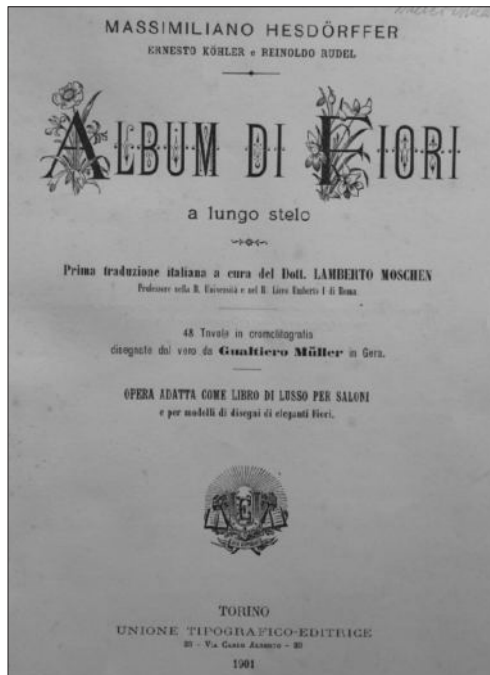 MASSIMILIANO HESDÖRFFER
ERNESTO KÖHLER e REINOLDO RUDEL
ALBUM DI FIORI
a lungo stelo
Prima traduzione italiana a cura del Dott. LAMBERTO MOSCHEN
Professore nella R. Università e nel R. Liceo Umberto I di Roma
48 Tavole in cromolitografia
disegnate dal vero da Gualtiero Müller in Gera.
OPERA ADATTA COME LIBRO DI LUSSO PER SALONI
e per modelli di disegni di eleganti fiori.
TORINO
UNIONE TIPOGRAFICO-EDITRICE
Via Carlo Alberto
1901